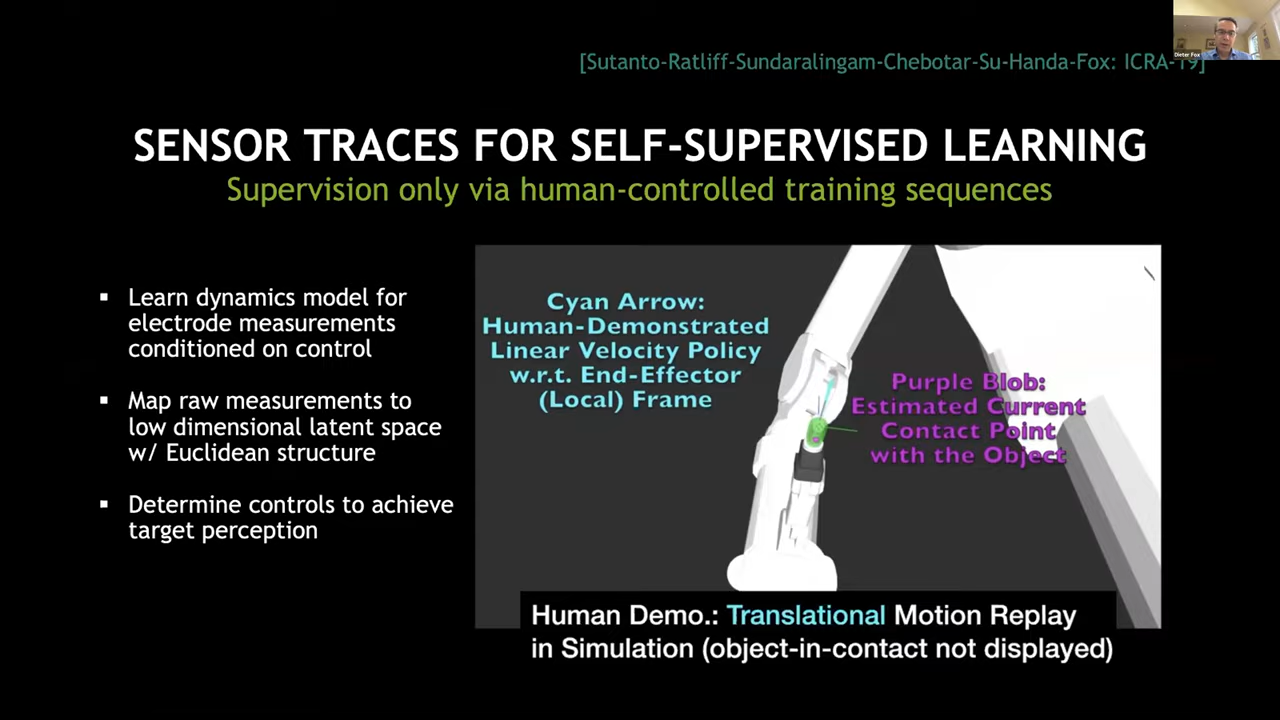 Dieter Fox
[Sutanto-Ratliff-Sundaralingam-Chebotar-Su-Handa-Fox: ICRA-19]
SENSOR TRACES FOR SELF-SUPERVISED LEARNING
Supervision only via human-controlled training sequences
▪ Learn dynamics model for
electrode measurements
conditioned on control
▪ Map raw measurements to
low dimensional latent space
w/ Euclidean structure
▪ Determine controls to achieve
target perception
Cyan Arrow:
Human-Demonstrated
Linear Velocity Policy
w.r.t. End-Effector
(Local) Frame
Purple Blob:
Estimated Current
Contact Point
with the Object
Human Demo.: Translational Motion Replay
in Simulation (object-in-contact not displayed)